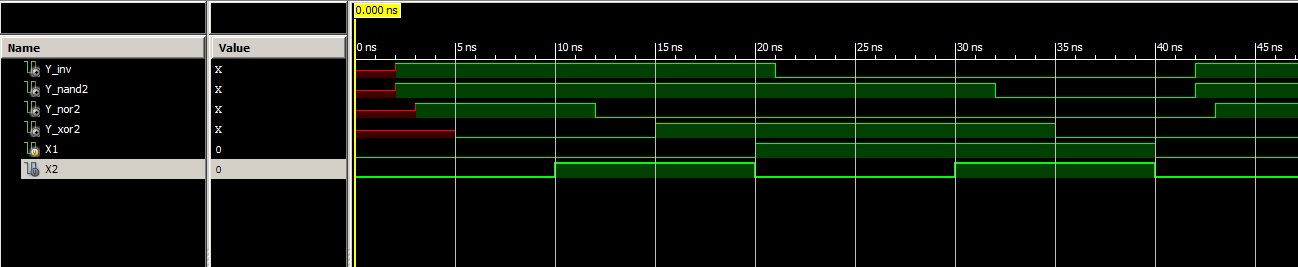 0.000 ns
Name Value
0 ns 5 ns 10 ns 15 ns 20 ns 25 ns 30 ns 35 ns 40 ns 45 ns
Y_inv X
Y_nand2 X
Y_nor2 X
Y_xor2 X
X1 0
X2 0